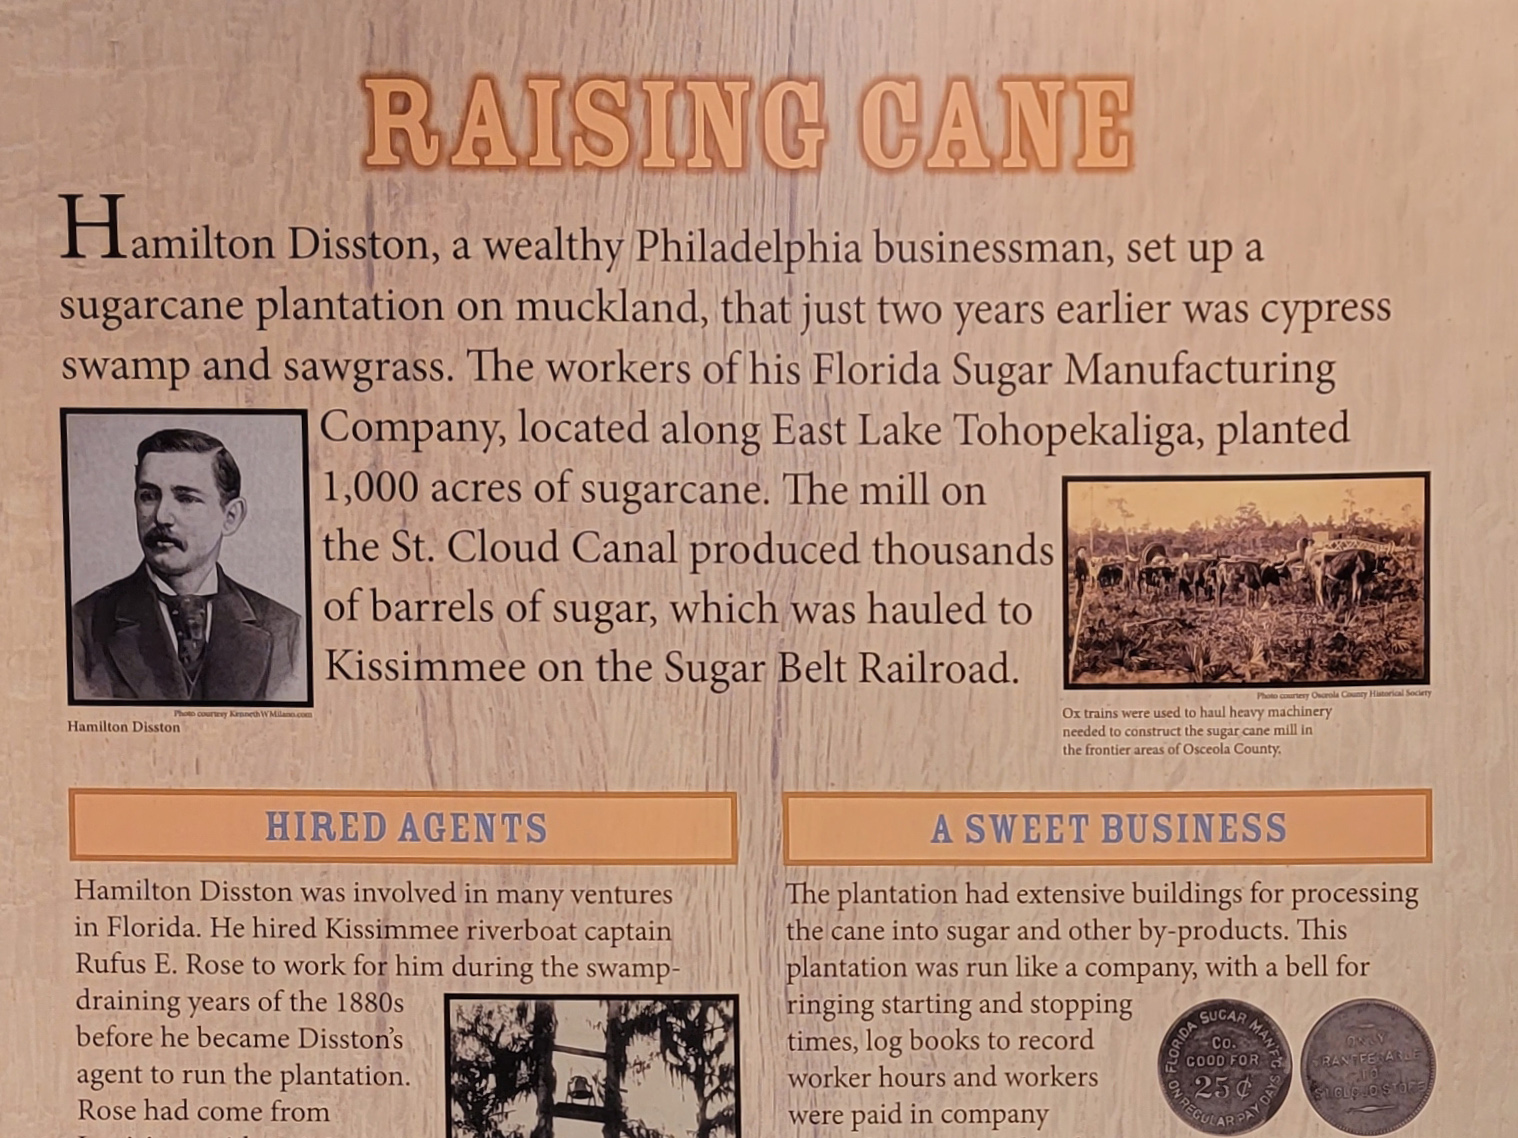 RAISING CANE
Hamilton Disston, a wealthy Philadelphia businessman, set up a
sugarcane plantation on muckland, that just two years earlier was cypress
swamp and sawgrass. The workers of his Florida Sugar Manufacturing
Company, located along East Lake Tohopekaliga, planted
1,000 acres of sugarcane. The mill on
the St. Cloud Canal produced thousands
of barrels of sugar, which was hauled to
Kissimmee on the Sugar Belt Railroad.
Photo courtesy KennethWMilano.com
Hamilton Disston
Photo courtesy Osceola County Historical Society
Ox trains were used to haul heavy machinery
needed to construct the sugar cane mill in
the frontier areas of Osceola County.
HIRED AGENTS
Hamilton Disston was involved in many ventures
in Florida. He hired Kissimmee riverboat captain
Rufus E. Rose to work for him during the swamp-
draining years of the 1880s
before he became Disston's
agent to run the plantation.
Rose had come from
A SWEET BUSINESS
The plantation had extensive buildings for processing
the cane into sugar and other by-products. This
plantation was run like a company, with a bell for
ringing starting and stopping
times, log books to record
worker hours and workers
were paid in company
FLORIDA SUGAR MANF'G
Co.
GOOD FOR
25¢
ON REGULAR PAY DAYS
ONLY
TRANSFERABLE
TO
ST. CLOUD STORE